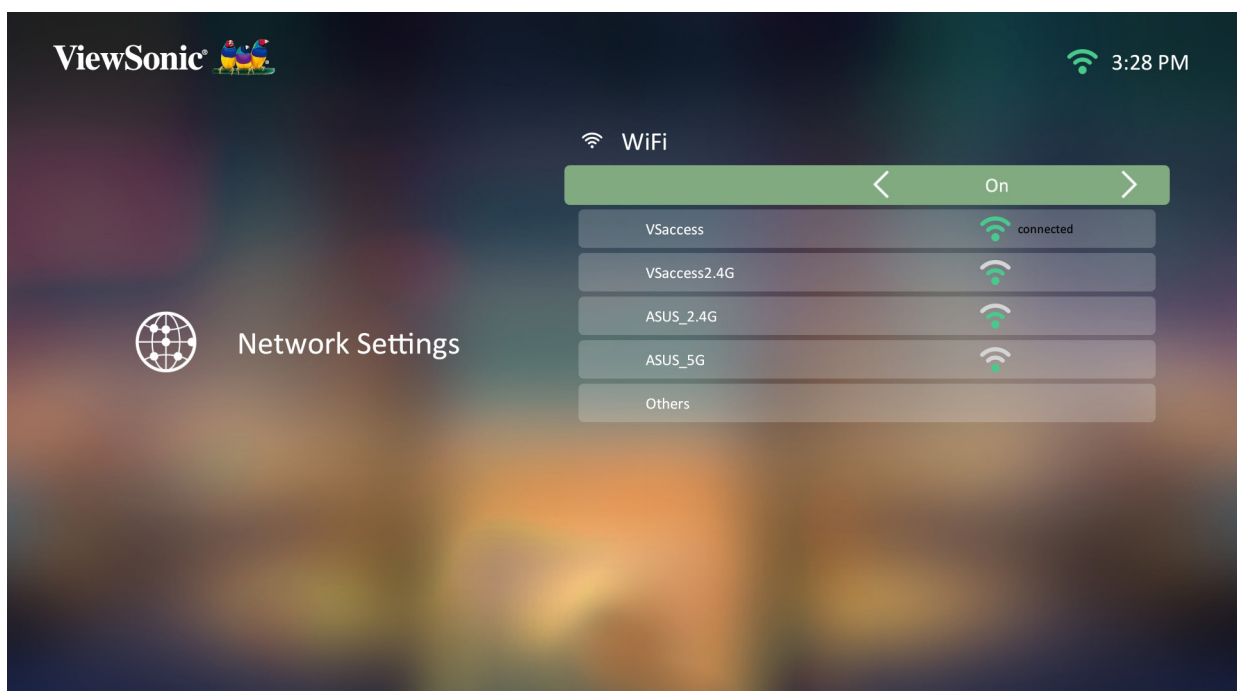 ViewSonic®
3:28 PM
WiFi
On
VSaccess connected
VSaccess2.4G
ASUS_2.4G
Network Settings
ASUS_5G
Others